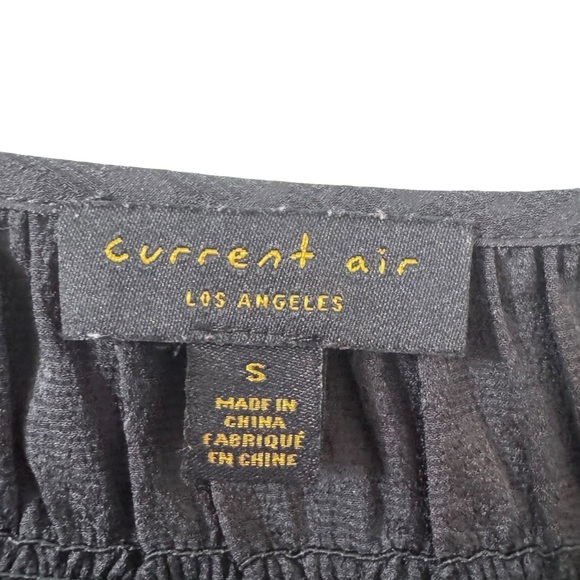 current air
LOS ANGELES
S
MADE IN
CHINA
FABRIQUÉ
EN CHINE